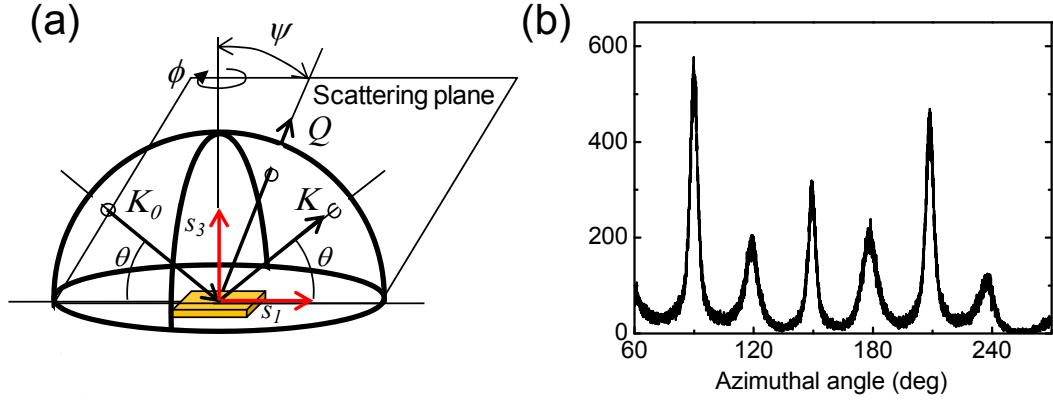 (a)
ψ
ϕ
Scattering plane
Q
K₀
K
s₃
θ
θ
s₁
(b)
600
400
200
0
60
120
180
240
Azimuthal angle (deg)